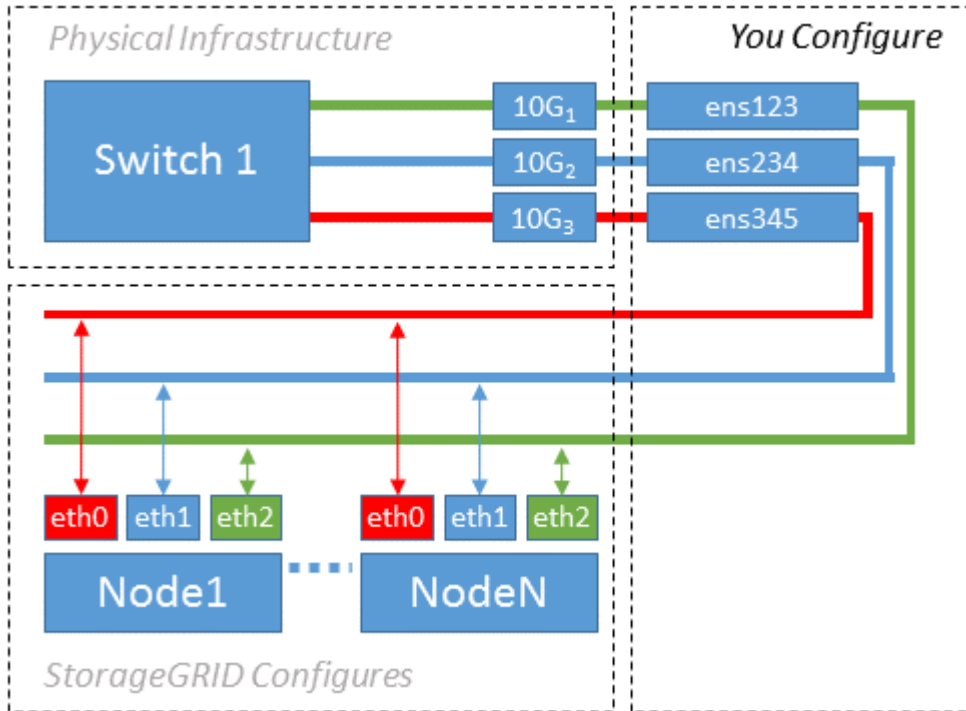 Physical Infrastructure
You Configure
Switch 1
10G₁
ens123
10G₂
ens234
10G₃
ens345
eth0
eth1
eth2
eth0
eth1
eth2
Node1
NodeN
StorageGRID Configures